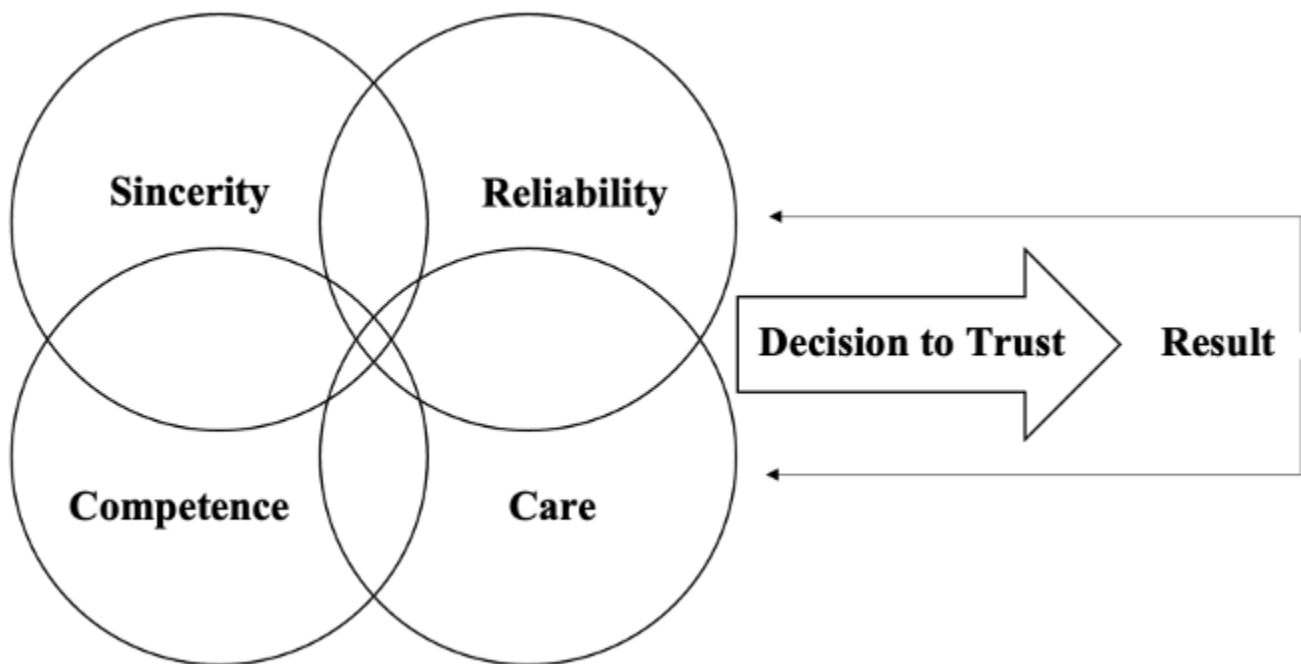 Sincerity
Reliability
Decision to Trust
Result
Competence
Care